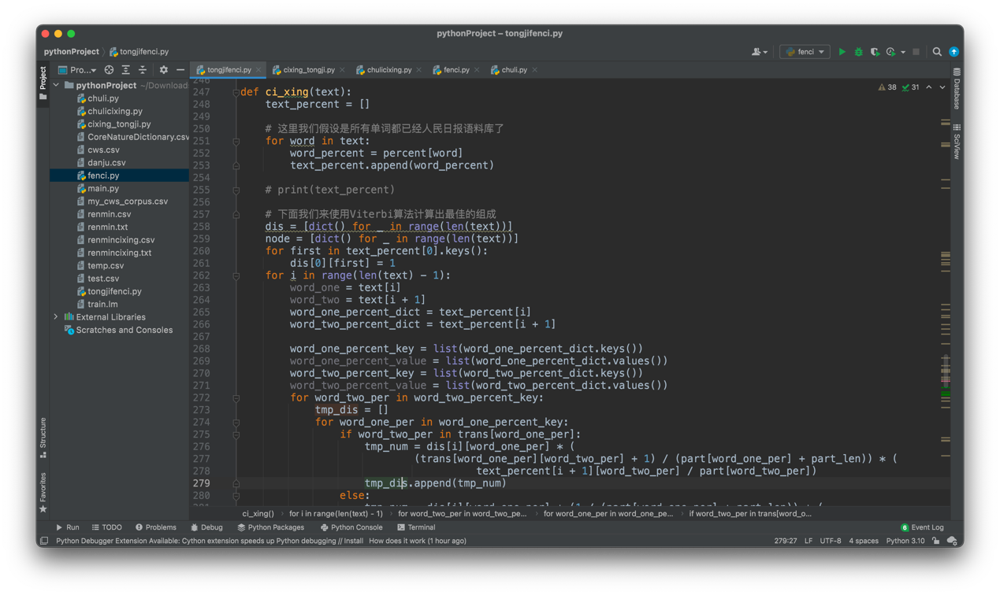 pythonProject – tongjifenci.py
pythonProject tongjifenci.py
fenci
Pro...
tongjifenci.py cixing_tongji.py chulicixing.py fenci.py chuli.py
Project
Structure
Favorites
Database
SciView
pythonProject ~/Download
chuli.py
chulicixing.py
cixing_tongji.py
CoreNatureDictionary.csv
cws.csv
danju.csv
fenci.py
main.py
my_cws_corpus.csv
renmin.csv
renmin.txt
renmincixing.csv
renmincixing.txt
temp.csv
test.csv
tongjifenci.py
train.lm
External Libraries
Scratches and Consoles
38 31
246
247 def ci_xing(text):
248 text_percent = []
249
250 # 这里我们假设是所有单词都已经人民日报语料库了
251 for word in text:
252 word_percent = percent[word]
253 text_percent.append(word_percent)
254
255 # print(text_percent)
256
257 # 下面我们来使用Viterbi算法计算出最佳的组成
258 dis = [dict() for _ in range(len(text))]
259 node = [dict() for _ in range(len(text))]
260 for first in text_percent[0].keys():
261 dis[0][first] = 1
262 for i in range(len(text) - 1):
263 word_one = text[i]
264 word_two = text[i + 1]
265 word_one_percent_dict = text_percent[i]
266 word_two_percent_dict = text_percent[i + 1]
267
268 word_one_percent_key = list(word_one_percent_dict.keys())
269 word_one_percent_value = list(word_one_percent_dict.values())
270 word_two_percent_key = list(word_two_percent_dict.keys())
271 word_two_percent_value = list(word_two_percent_dict.values())
272 for word_two_per in word_two_percent_key:
273 tmp_dis = []
274 for word_one_per in word_one_percent_key:
275 if word_two_per in trans[word_one_per]:
276 tmp_num = dis[i][word_one_per] * (
277 (trans[word_one_per][word_two_per] + 1) / (part[word_one_per] + part_len)) * (
278 text_percent[i + 1][word_two_per] / part[word_two_per])
279 tmp_dis.append(tmp_num)
280 else:
ci_xing() for i in range(len(text) - 1) for word_two_per in word_two_pe... for word_one_per in word_one_pe... if word_two_per in trans[word_o...
Run TODO Problems Debug Python Packages Python Console Terminal 6 Event Log
Python Debugger Extension Available: Cython extension speeds up Python debugging // Install How does it work (1 hour ago) 279:27 LF UTF-8 4 spaces Python 3.10